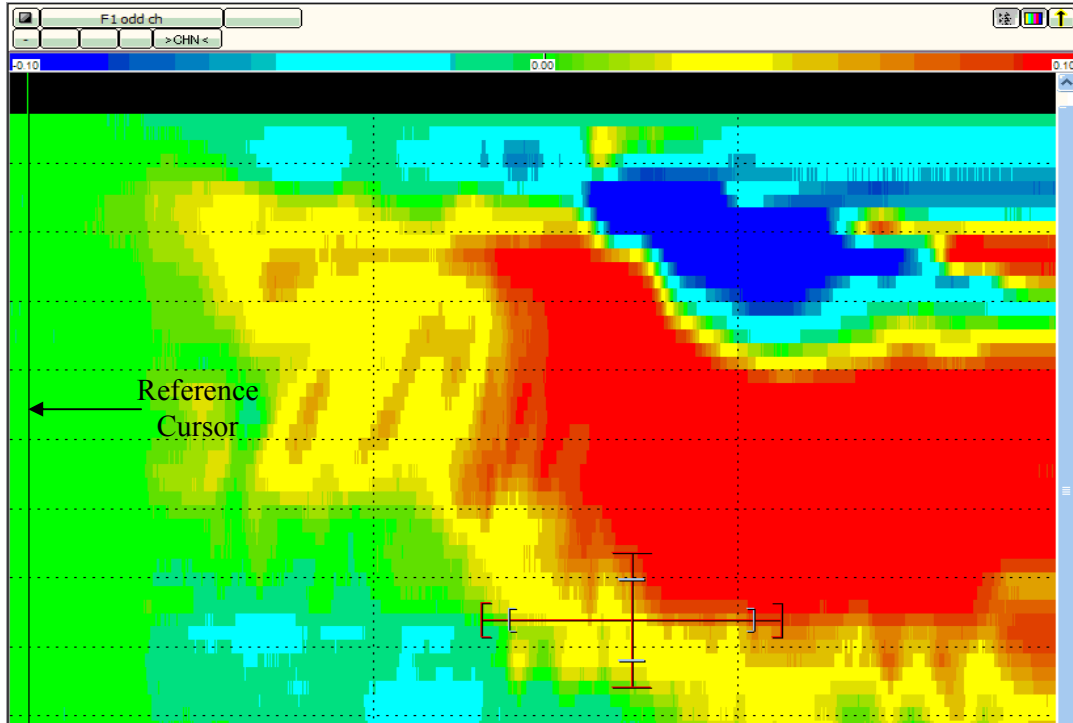 F1 odd ch
-
>CHN<
-0.10
0.00
0.10
Reference
Cursor